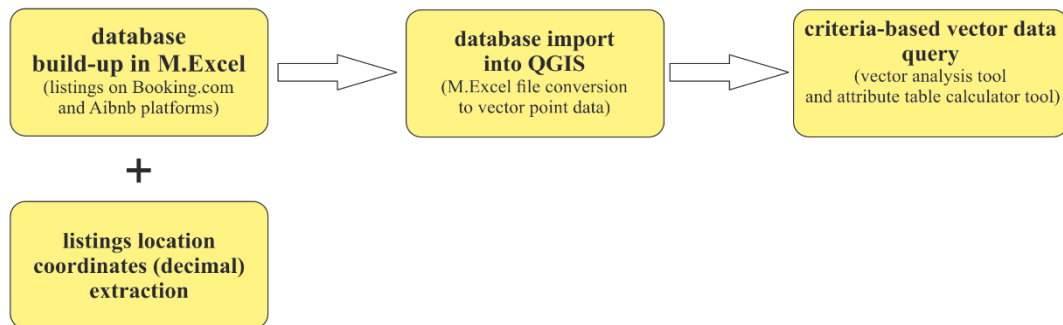 database
build-up in M.Excel
(listings on Booking.com
and Aibnb platforms)
+
listings location
coordinates (decimal)
extraction
database import
into QGIS
(M.Excel file conversion
to vector point data)
criteria-based vector data
query
(vector analysis tool
and attribute table calculator tool)